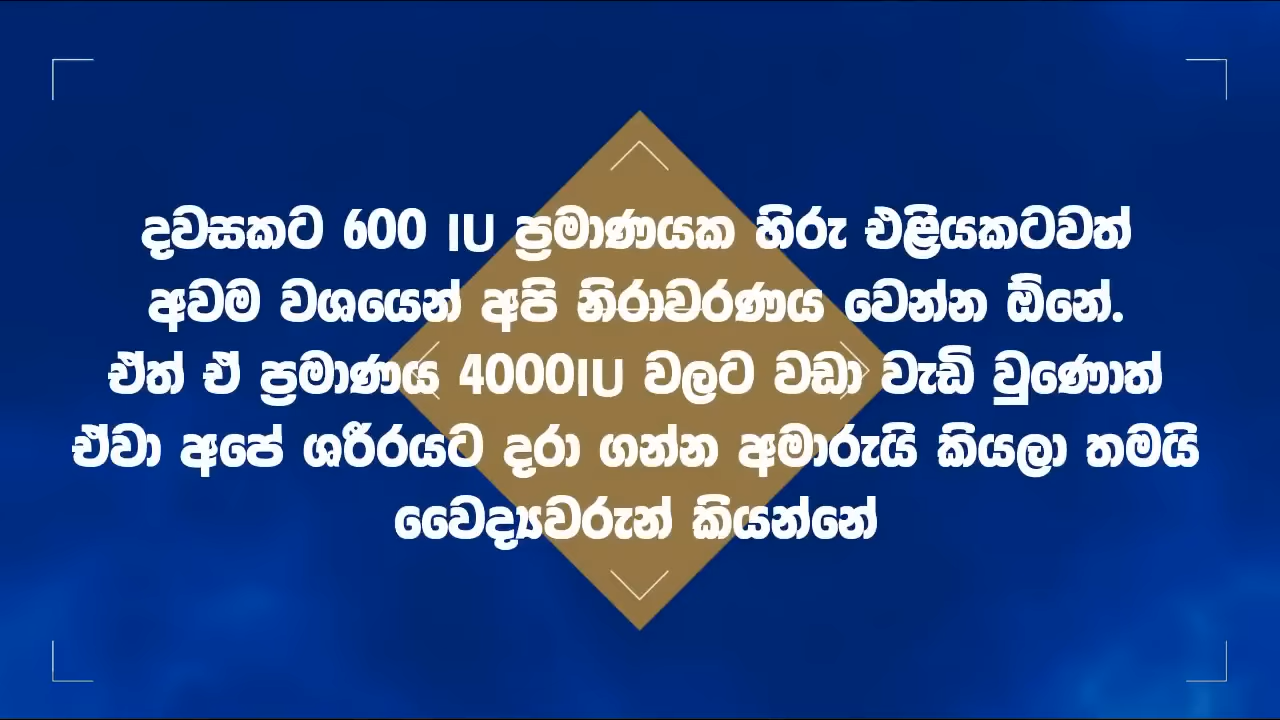 දවසකට 600 IU ප්‍රමාණයක හිරු එළියකටවත්
අවම වශයෙන් අපි නිරාවරණය වෙන්න ඕනේ.
ඒත් ඒ ප්‍රමාණය 4000IU වලට වඩා වැඩි වුණොත්
ඒවා අපේ ශරීරයට දරා ගන්න අමාරුයි කියලා තමයි
වෛද්‍යවරුන් කියන්නේ